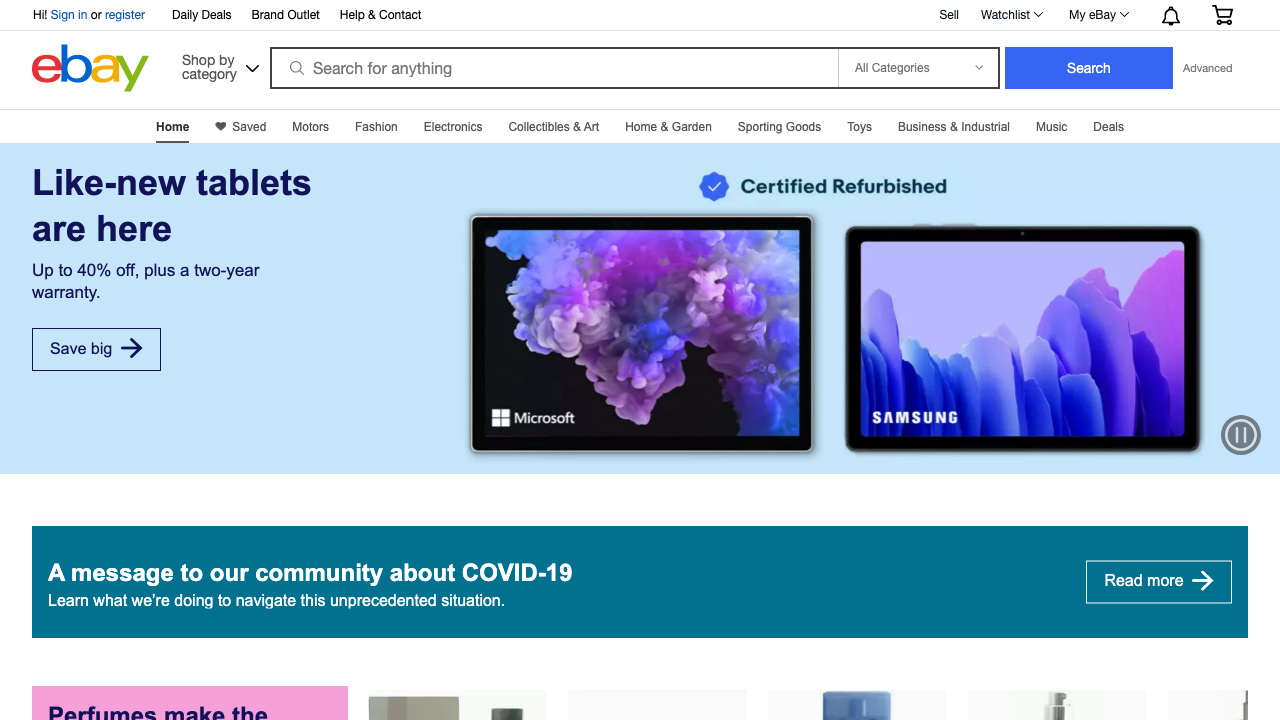 Hi! Sign in or register Daily Deals Brand Outlet Help & Contact Sell Watchlist My eBay
ebay Shop by category Search for anything All Categories Search Advanced
Home Saved Motors Fashion Electronics Collectibles & Art Home & Garden Sporting Goods Toys Business & Industrial Music Deals
Like-new tablets
are here
Up to 40% off, plus a two-year
warranty.
Save big
Certified Refurbished
Microsoft
SAMSUNG
A message to our community about COVID-19
Learn what we're doing to navigate this unprecedented situation.
Read more
Perfumes make the